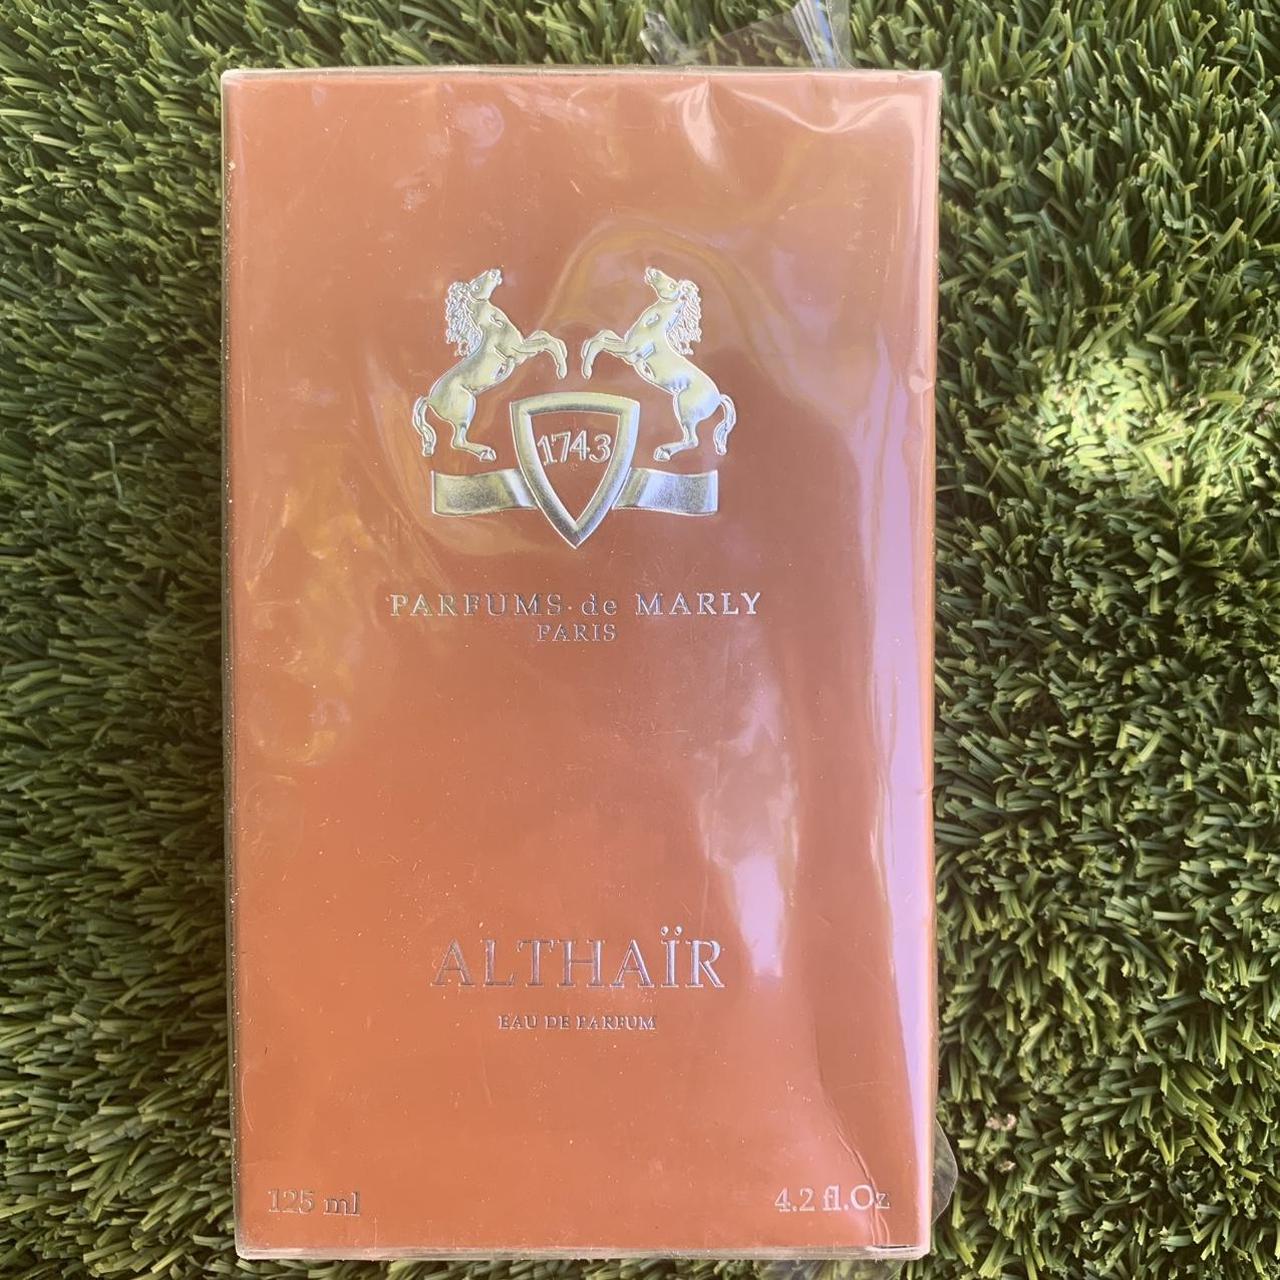 1743
PARFUMS de MARLY
PARIS
ALTHAÏR
EAU DE PARFUM
125 ml 4.2 fl.Oz